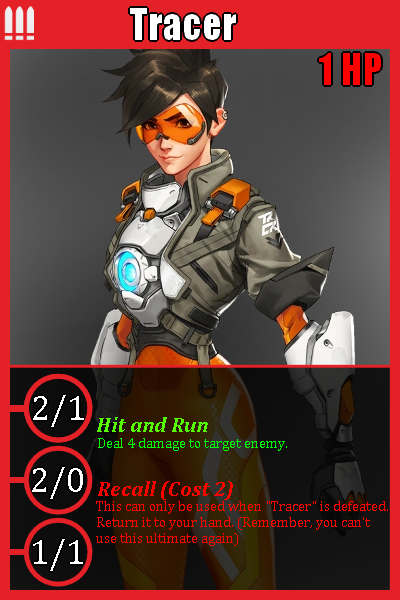 Tracer
1 HP
2/1
Hit and Run
Deal 4 damage to target enemy.
2/0
Recall (Cost 2)
This can only be used when "Tracer" is defeated.
Return it to your hand. (Remember, you can't
use this ultimate again)
1/1